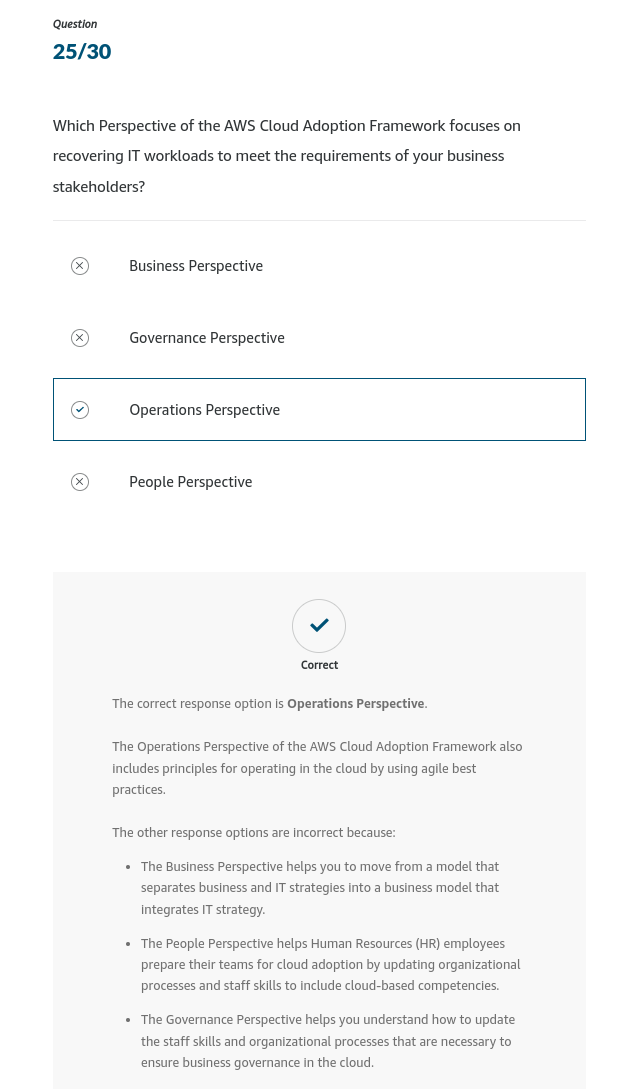 Question
25/30
Which Perspective of the AWS Cloud Adoption Framework focuses on
recovering IT workloads to meet the requirements of your business
stakeholders?
Business Perspective
Governance Perspective
Operations Perspective
People Perspective
Correct
The correct response option is Operations Perspective.
The Operations Perspective of the AWS Cloud Adoption Framework also
includes principles for operating in the cloud by using agile best
practices.
The other response options are incorrect because:
• The Business Perspective helps you to move from a model that
separates business and IT strategies into a business model that
integrates IT strategy.
• The People Perspective helps Human Resources (HR) employees
prepare their teams for cloud adoption by updating organizational
processes and staff skills to include cloud-based competencies.
• The Governance Perspective helps you understand how to update
the staff skills and organizational processes that are necessary to
ensure business governance in the cloud.